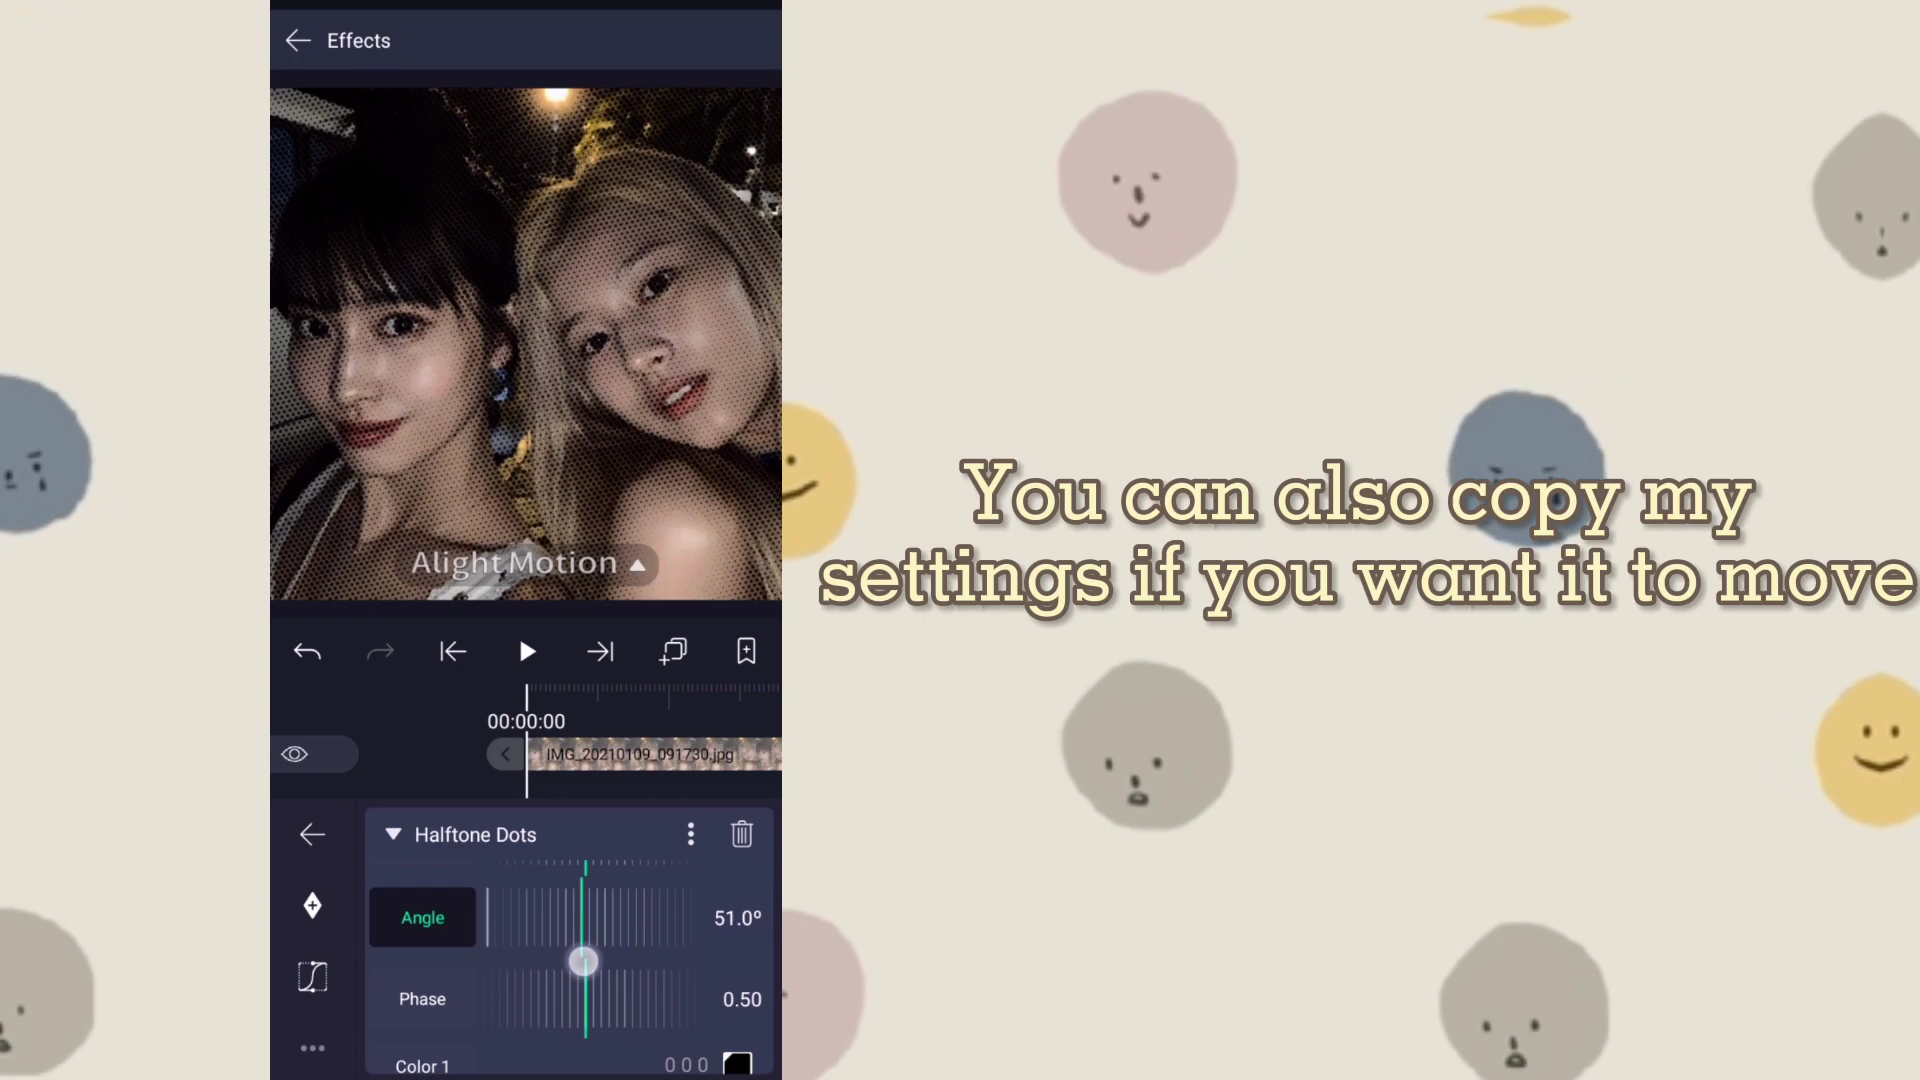 Effects
Alight Motion
You can also copy my
settings if you want it to move
00:00:00
IMG_20210109_091730.jpg
Halftone Dots
Angle
51.0º
Phase
0.50
Color 1
0 0 0